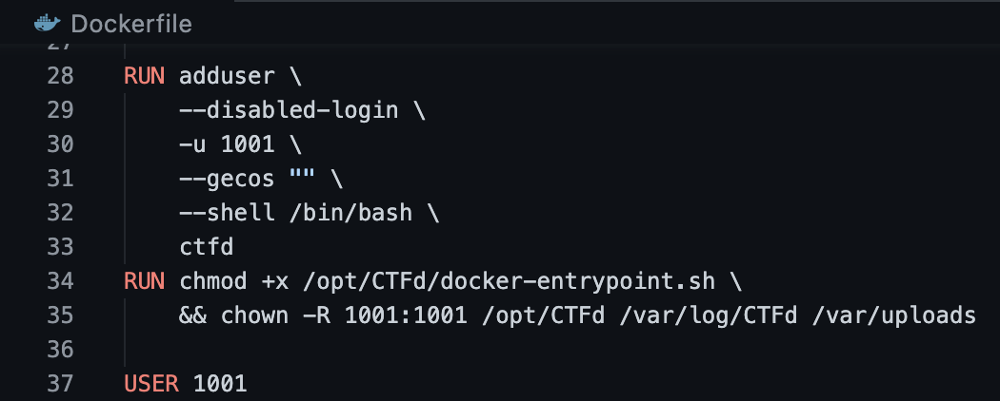 Dockerfile
27
28 RUN adduser \
29 --disabled-login \
30 -u 1001 \
31 --gecos "" \
32 --shell /bin/bash \
33 ctfd
34 RUN chmod +x /opt/CTFd/docker-entrypoint.sh \
35 && chown -R 1001:1001 /opt/CTFd /var/log/CTFd /var/uploads
36
37 USER 1001